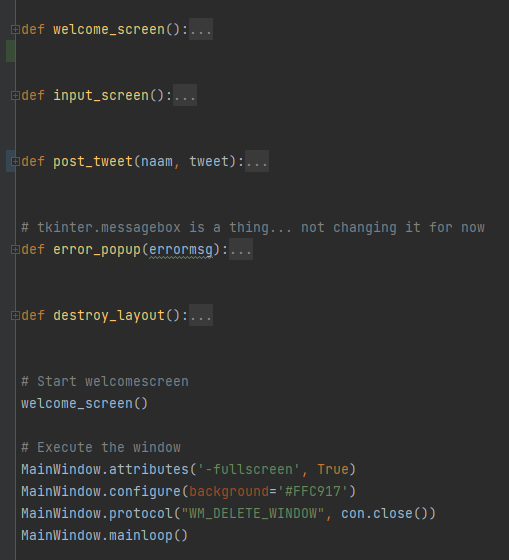 def welcome_screen():...
def input_screen():...
def post_tweet(naam, tweet):...
# tkinter.messagebox is a thing... not changing it for now
def error_popup(errormsg):...
def destroy_layout():...
# Start welcomescreen
welcome_screen()
# Execute the window
MainWindow.attributes('-fullscreen', True)
MainWindow.configure(background='#FFC917')
MainWindow.protocol("WM_DELETE_WINDOW", con.close())
MainWindow.mainloop()